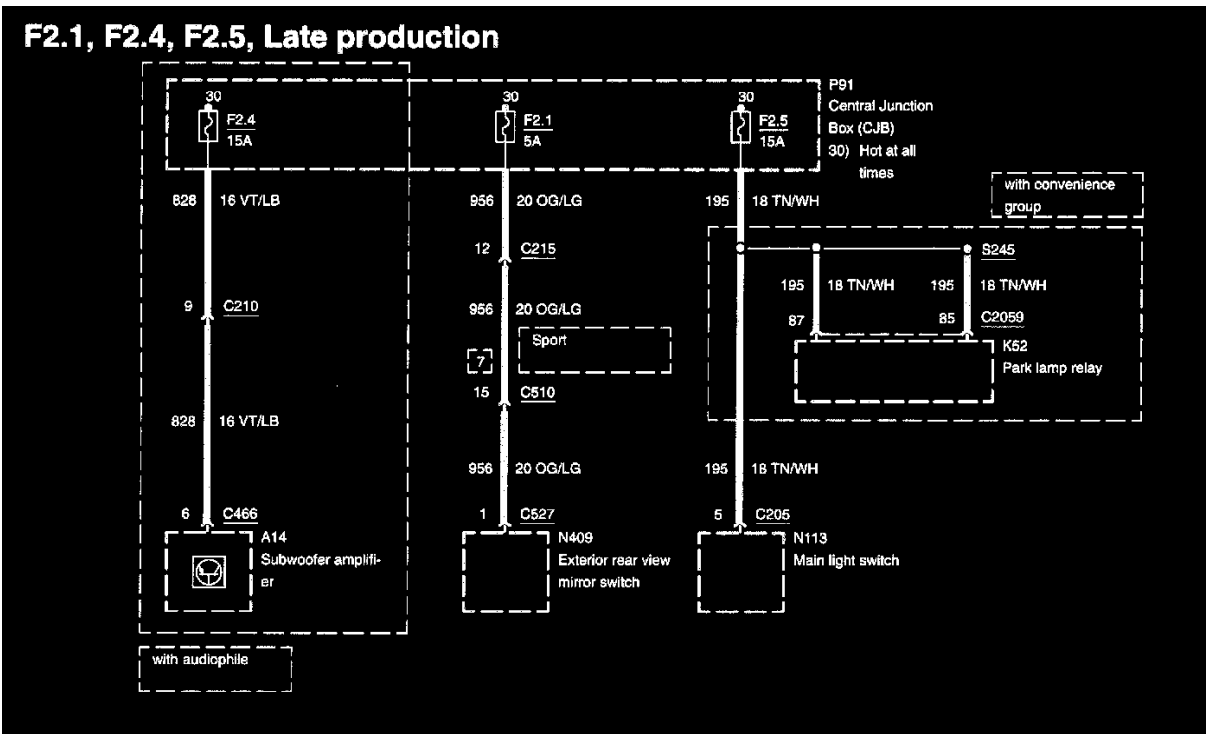 F2.1, F2.4, F2.5, Late production
30
F2.4
15A
30
F2.1
5A
30
F2.5
15A
P91
Central Junction
Box (CJB)
30) Hot at all
times
828 16 VT/LB
956 20 OG/LG
195 18 TN/WH
with convenience
group
12 C215
S245
195 18 TN/WH
195 18 TN/WH
9 C210
956 20 OG/LG
87
85 C2059
Sport
7
K52
Park lamp relay
15 C510
828 16 VT/LB
956 20 OG/LG
195 18 TN/WH
6 C466
1 C527
5 C205
A14
Subwoofer amplifi-
er
N409
Exterior rear view
mirror switch
N113
Main light switch
with audiophile